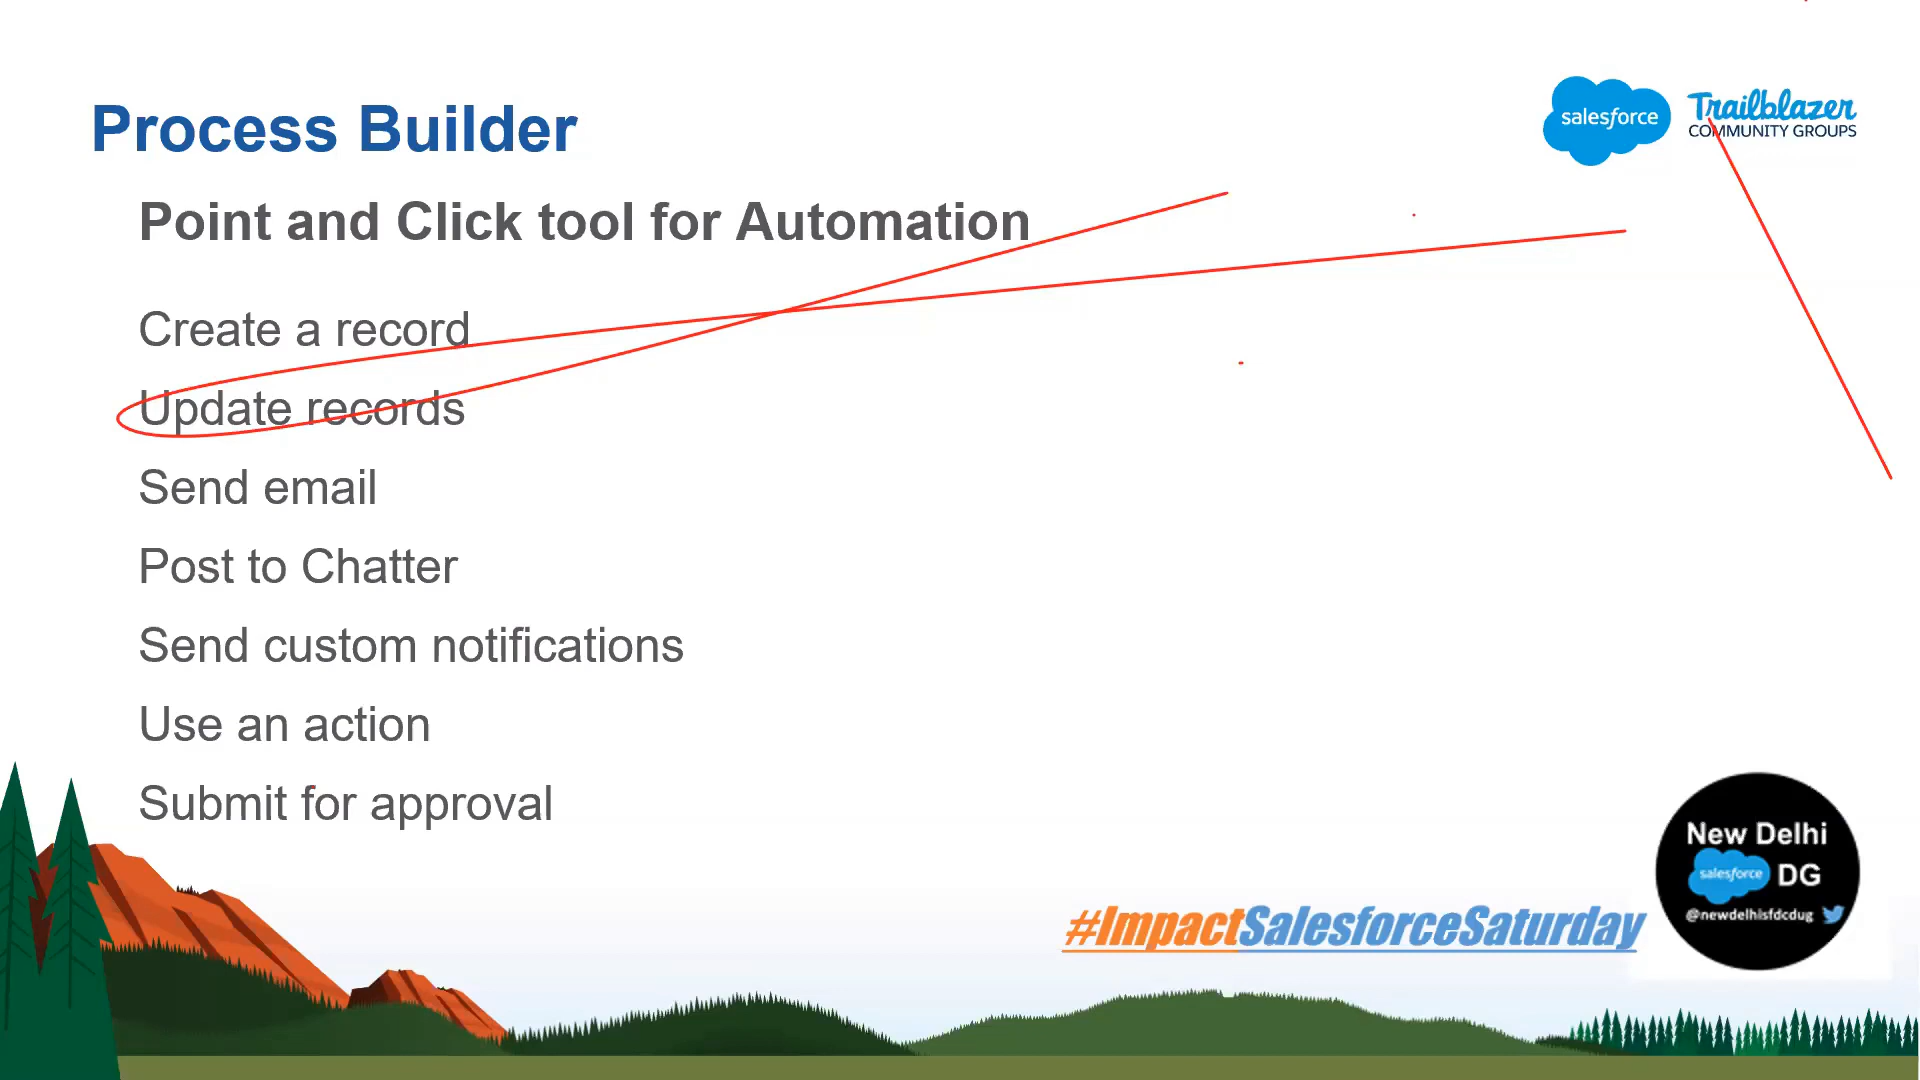 Process Builder
salesforce
Trailblazer
COMMUNITY GROUPS
Point and Click tool for Automation
Create a record
Update records
Send email
Post to Chatter
Send custom notifications
Use an action
Submit for approval
New Delhi
salesforce DG
@newdelhisfdcdug
#ImpactSalesforceSaturday